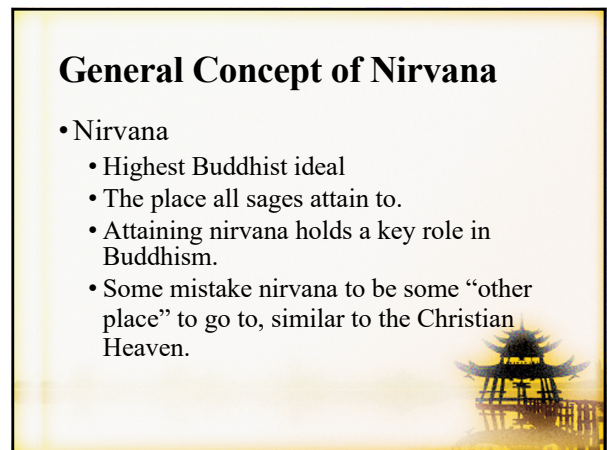 General Concept of Nirvana
• Nirvana
• Highest Buddhist ideal
• The place all sages attain to.
• Attaining nirvana holds a key role in
Buddhism.
• Some mistake nirvana to be some “other
place” to go to, similar to the Christian
Heaven.